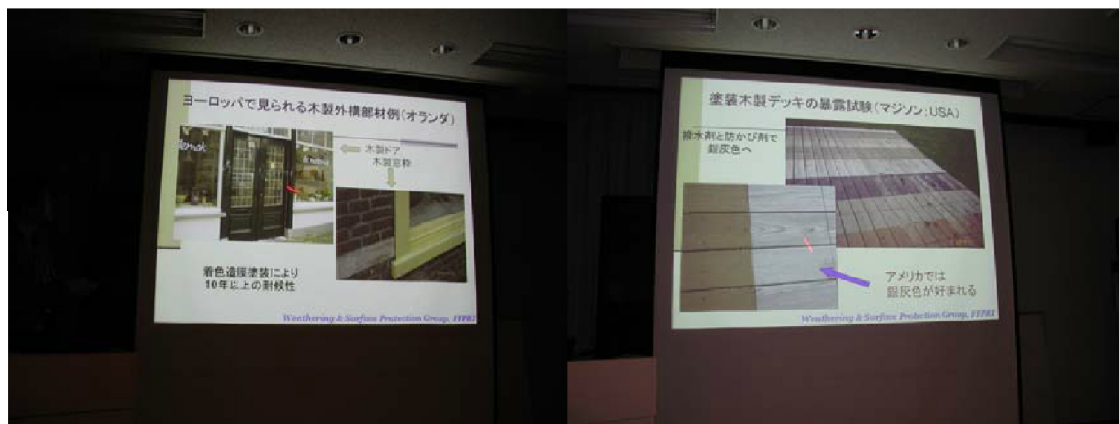 ヨーロッパで見られる木製外構部材例(オランダ)
木製ドア
木製窓枠
着色造膜塗装により
10年以上の耐候性
Weathering & Surface Protection Group, FFPRI
塗装木製デッキの暴露試験(マジソン;USA)
撥水剤と防かび剤で
銀灰色へ
アメリカでは
銀灰色が好まれる
Weathering & Surface Protection Group, FFPRI